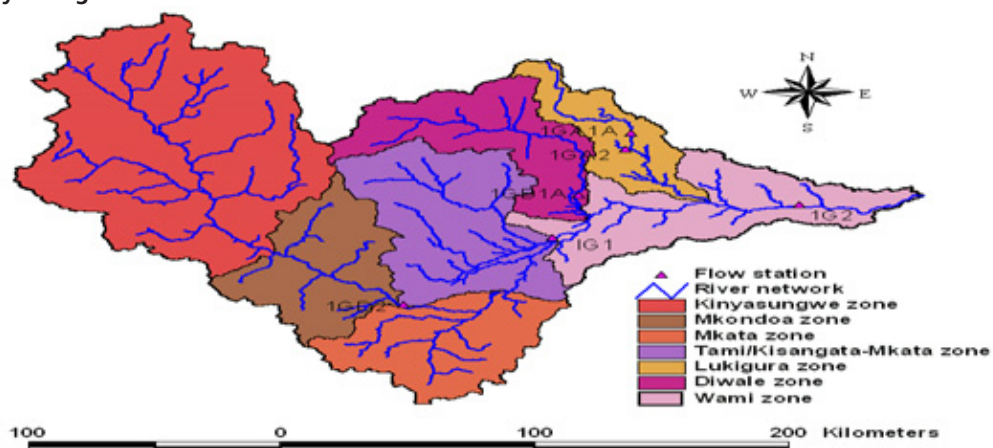 N
W E
S
1GA1A
1GA2
1GB1A
IG1
1G2
1GD2
Flow station
River network
Kinyasungwe zone
Mkondoa zone
Mkata zone
Tami/Kisangata-Mkata zone
Lukigura zone
Diwale zone
Wami zone
100 0 100 200 Kilometers